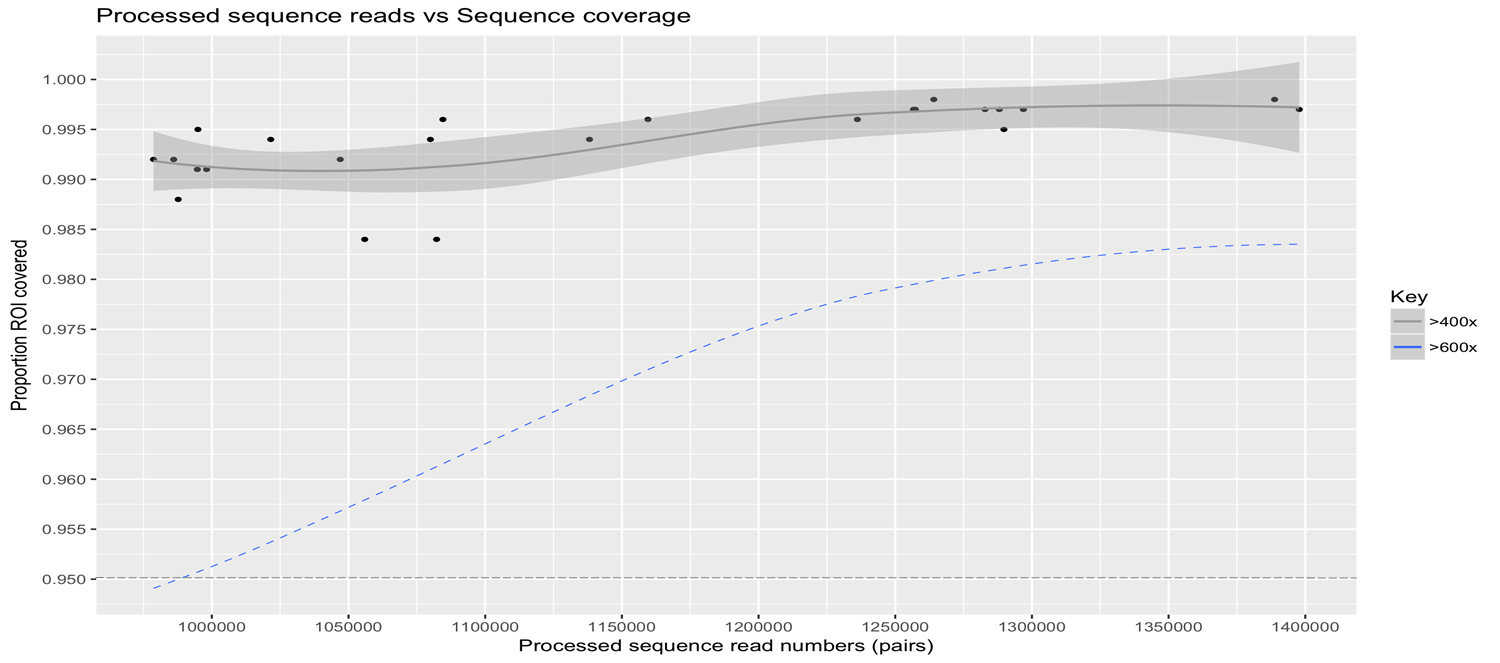 Processed sequence reads vs Sequence coverage
1.000
0.995
0.990
0.985
0.980
0.975
0.970
0.965
0.960
0.955
0.950
Proportion ROI covered
1000000 1050000 1100000 1150000 1200000 1250000 1300000 1350000 1400000
Processed sequence read numbers (pairs)
Key
>400x
>600x